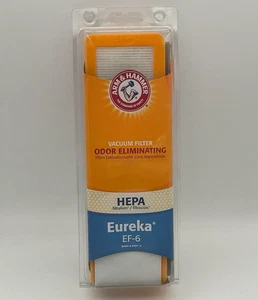 ARM & HAMMER
VACUUM FILTER
ODOR ELIMINATING
HEPA
Eureka®
EF-6